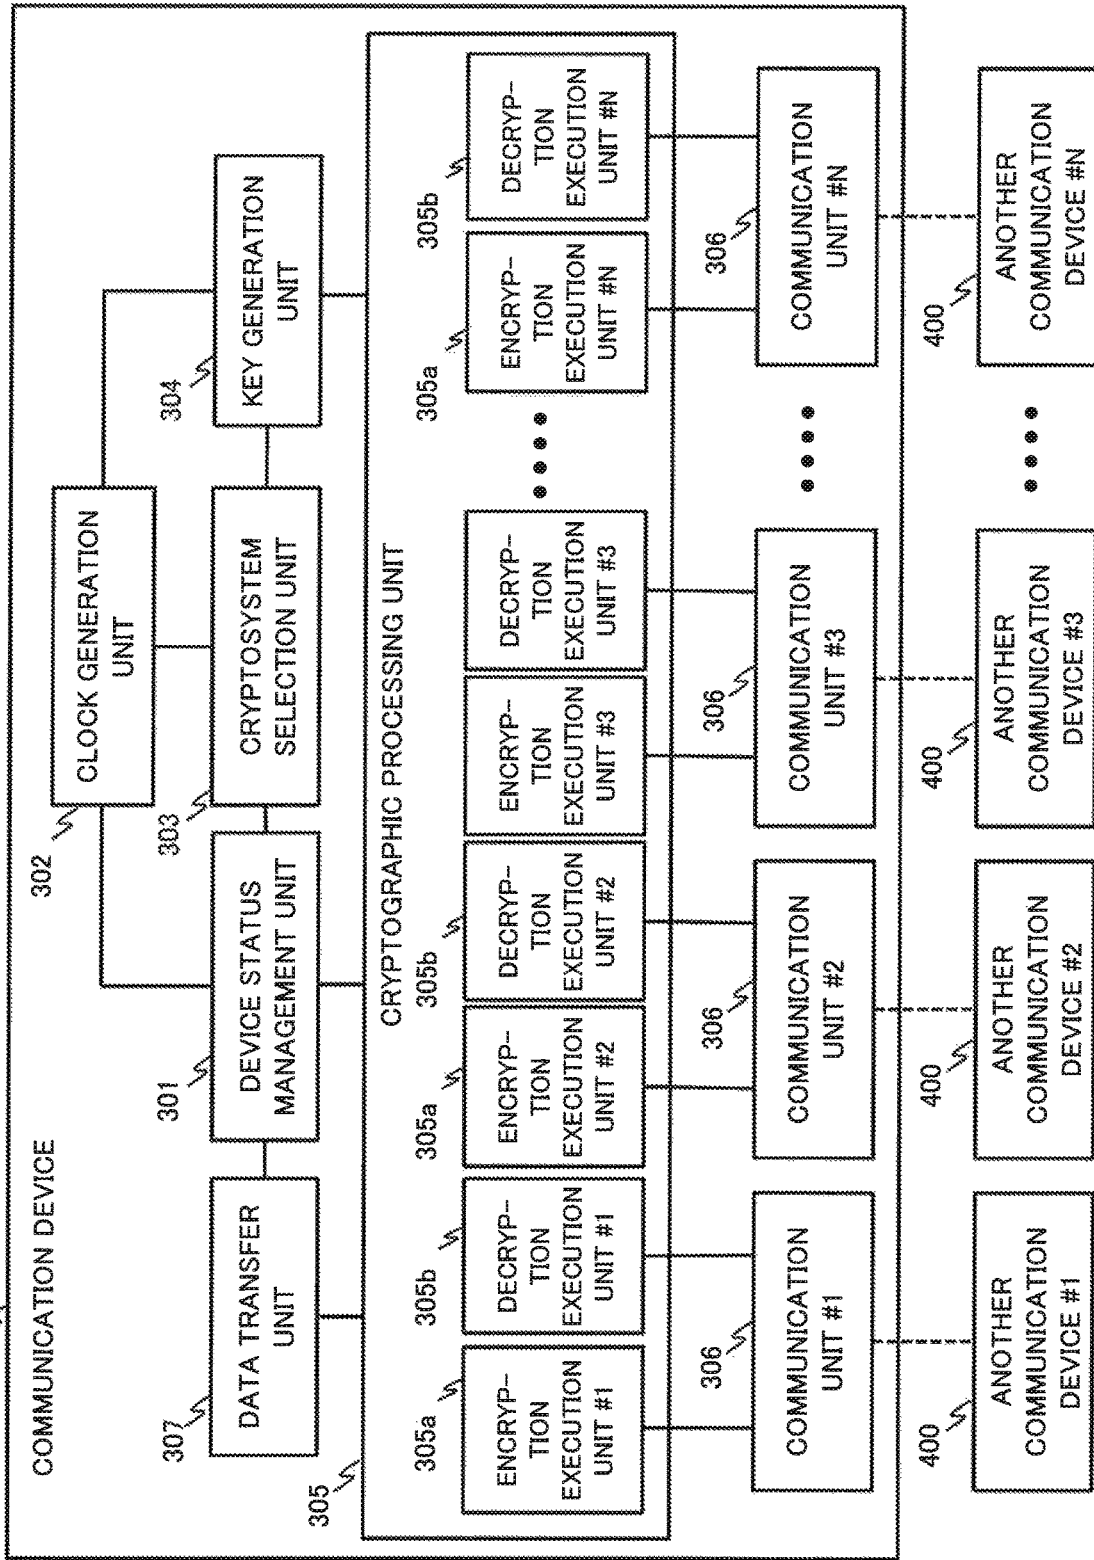 COMMUNICATION DEVICE
302
CLOCK GENERATION
UNIT
307
DATA TRANSFER
UNIT
301
DEVICE STATUS
MANAGEMENT UNIT
303
CRYPTOSYSTEM
SELECTION UNIT
304
KEY GENERATION
UNIT
305
CRYPTOGRAPHIC PROCESSING UNIT
305a
ENCRYP-
TION
EXECUTION
UNIT #1
305b
DECRYP-
TION
EXECUTION
UNIT #1
305a
ENCRYP-
TION
EXECUTION
UNIT #2
305b
DECRYP-
TION
EXECUTION
UNIT #2
ENCRYP-
TION
EXECUTION
UNIT #3
DECRYP-
TION
EXECUTION
UNIT #3
305a
ENCRYP-
TION
EXECUTION
UNIT #N
305b
DECRYP-
TION
EXECUTION
UNIT #N
306
COMMUNICATION
UNIT #1
306
COMMUNICATION
UNIT #2
306
COMMUNICATION
UNIT #3
306
COMMUNICATION
UNIT #N
400
ANOTHER
COMMUNICATION
DEVICE #1
400
ANOTHER
COMMUNICATION
DEVICE #2
400
ANOTHER
COMMUNICATION
DEVICE #3
400
ANOTHER
COMMUNICATION
DEVICE #N